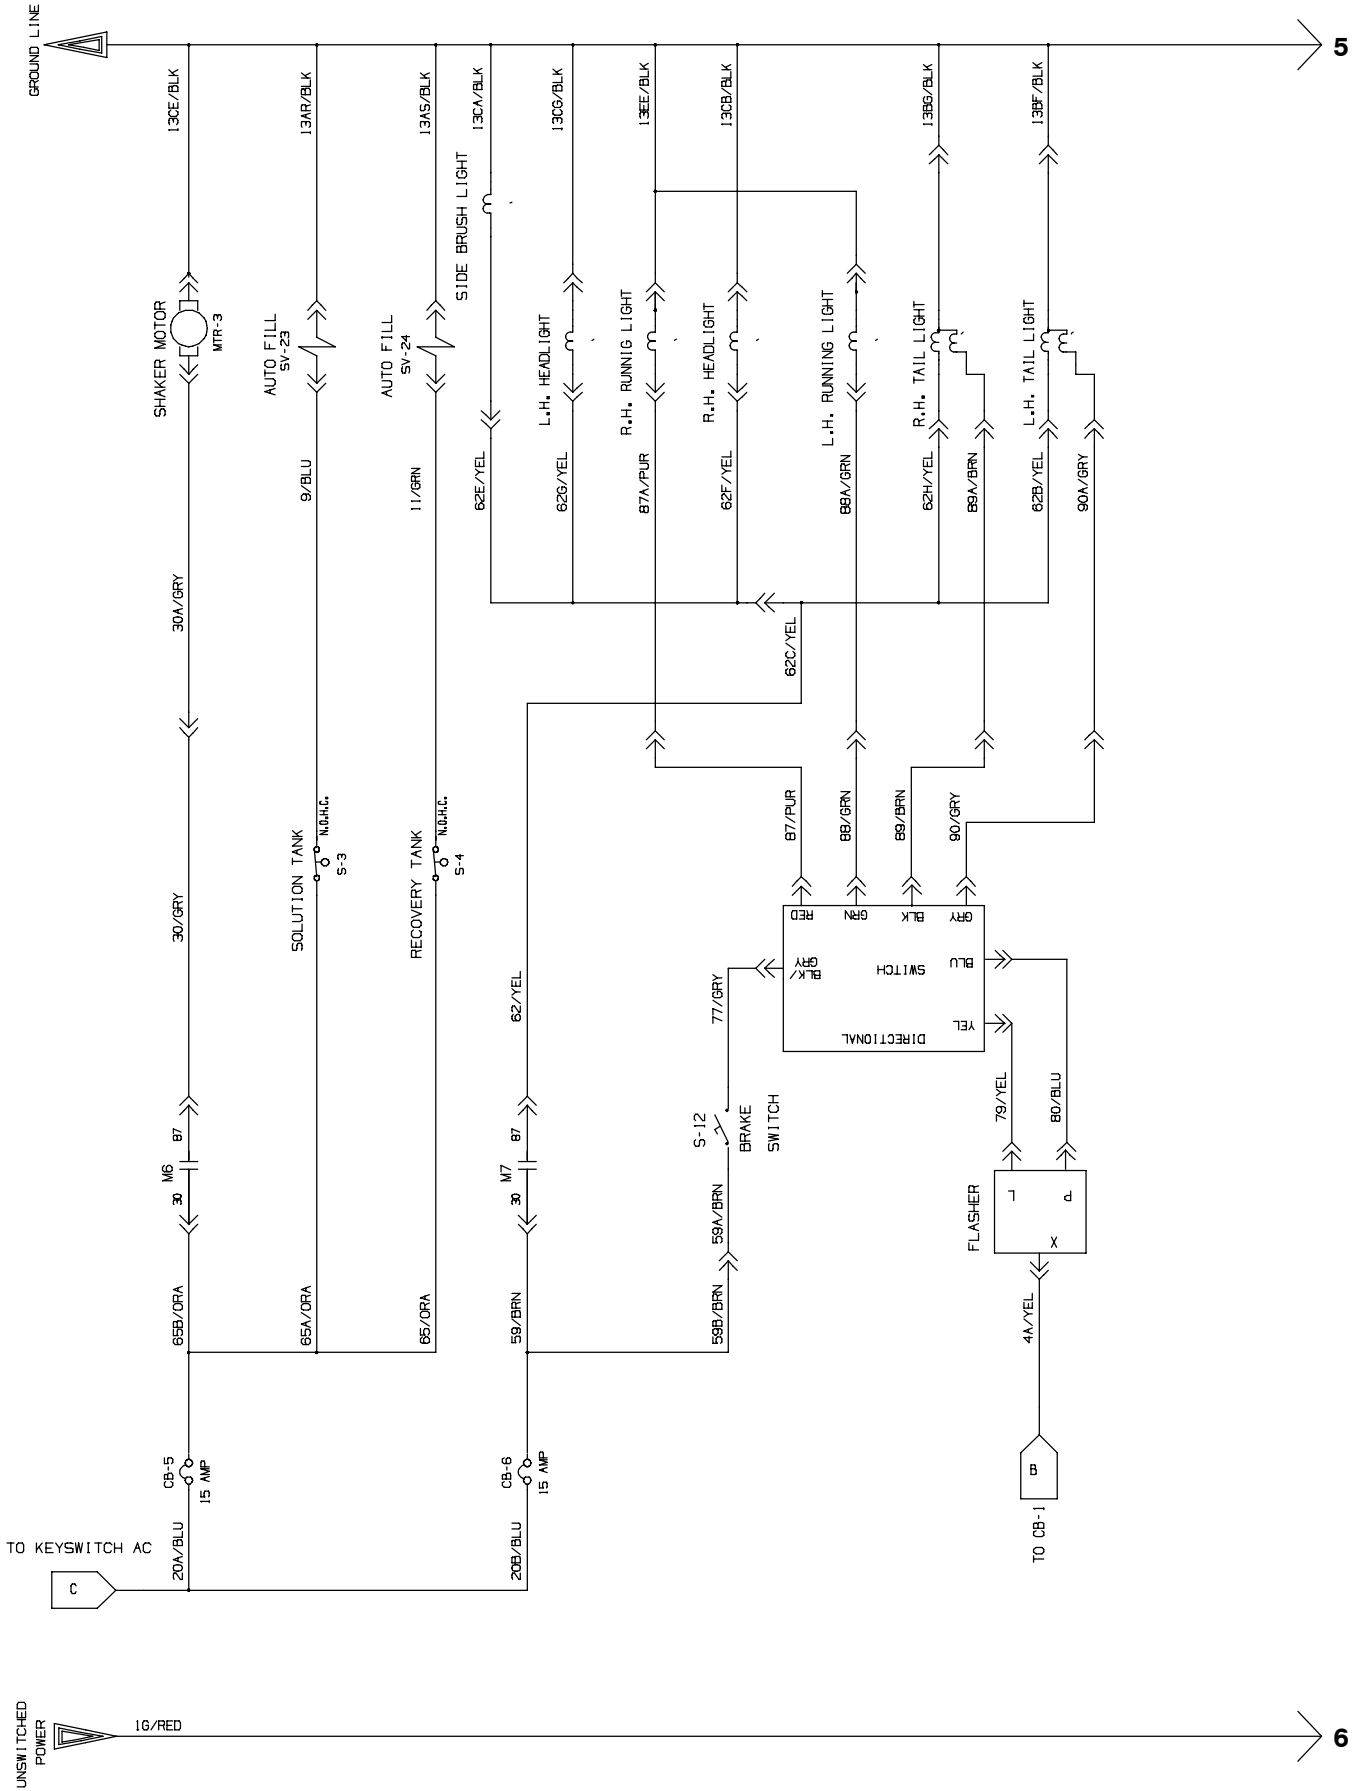 GROUND LINE
5
13CE/BLK
13AR/BLK
13AS/BLK
13CA/BLK
13CG/BLK
13EE/BLK
13CB/BLK
13BG/BLK
13BF/BLK
SHAKER MOTOR
MTR-3
AUTO FILL
SV-23
AUTO FILL
SV-24
SIDE BRUSH LIGHT
L.H. HEADLIGHT
R.H. RUNNIG LIGHT
R.H. HEADLIGHT
L.H. RUNNING LIGHT
R.H. TAIL LIGHT
L.H. TAIL LIGHT
9/BLU
11/GRN
62E/YEL
62G/YEL
87A/PUR
62F/YEL
88A/GRN
62H/YEL
89A/BRN
62B/YEL
90A/GRY
30A/GRY
62C/YEL
SOLUTION TANK
N.O.H.C.
S-3
RECOVERY TANK
N.O.H.C.
S-4
87/PUR
88/GRN
89/BRN
90/GRY
30/GRY
62/YEL
77/GRY
RED
GRN
BLK
GRY
BLK/
GRY
SWITCH
BLU
DIRECTIONAL
YEL
79/YEL
80/BLU
87
M6
30
87
M7
30
S-12
BRAKE
SWITCH
FLASHER
L
P
X
59A/BRN
65B/ORA
65A/ORA
65/ORA
59/BRN
59B/BRN
4A/YEL
CB-5
15 AMP
CB-6
15 AMP
B
TO CB-1
TO KEYSWITCH AC
C
20A/BLU
20B/BLU
UNSWITCHED
POWER
1G/RED
6